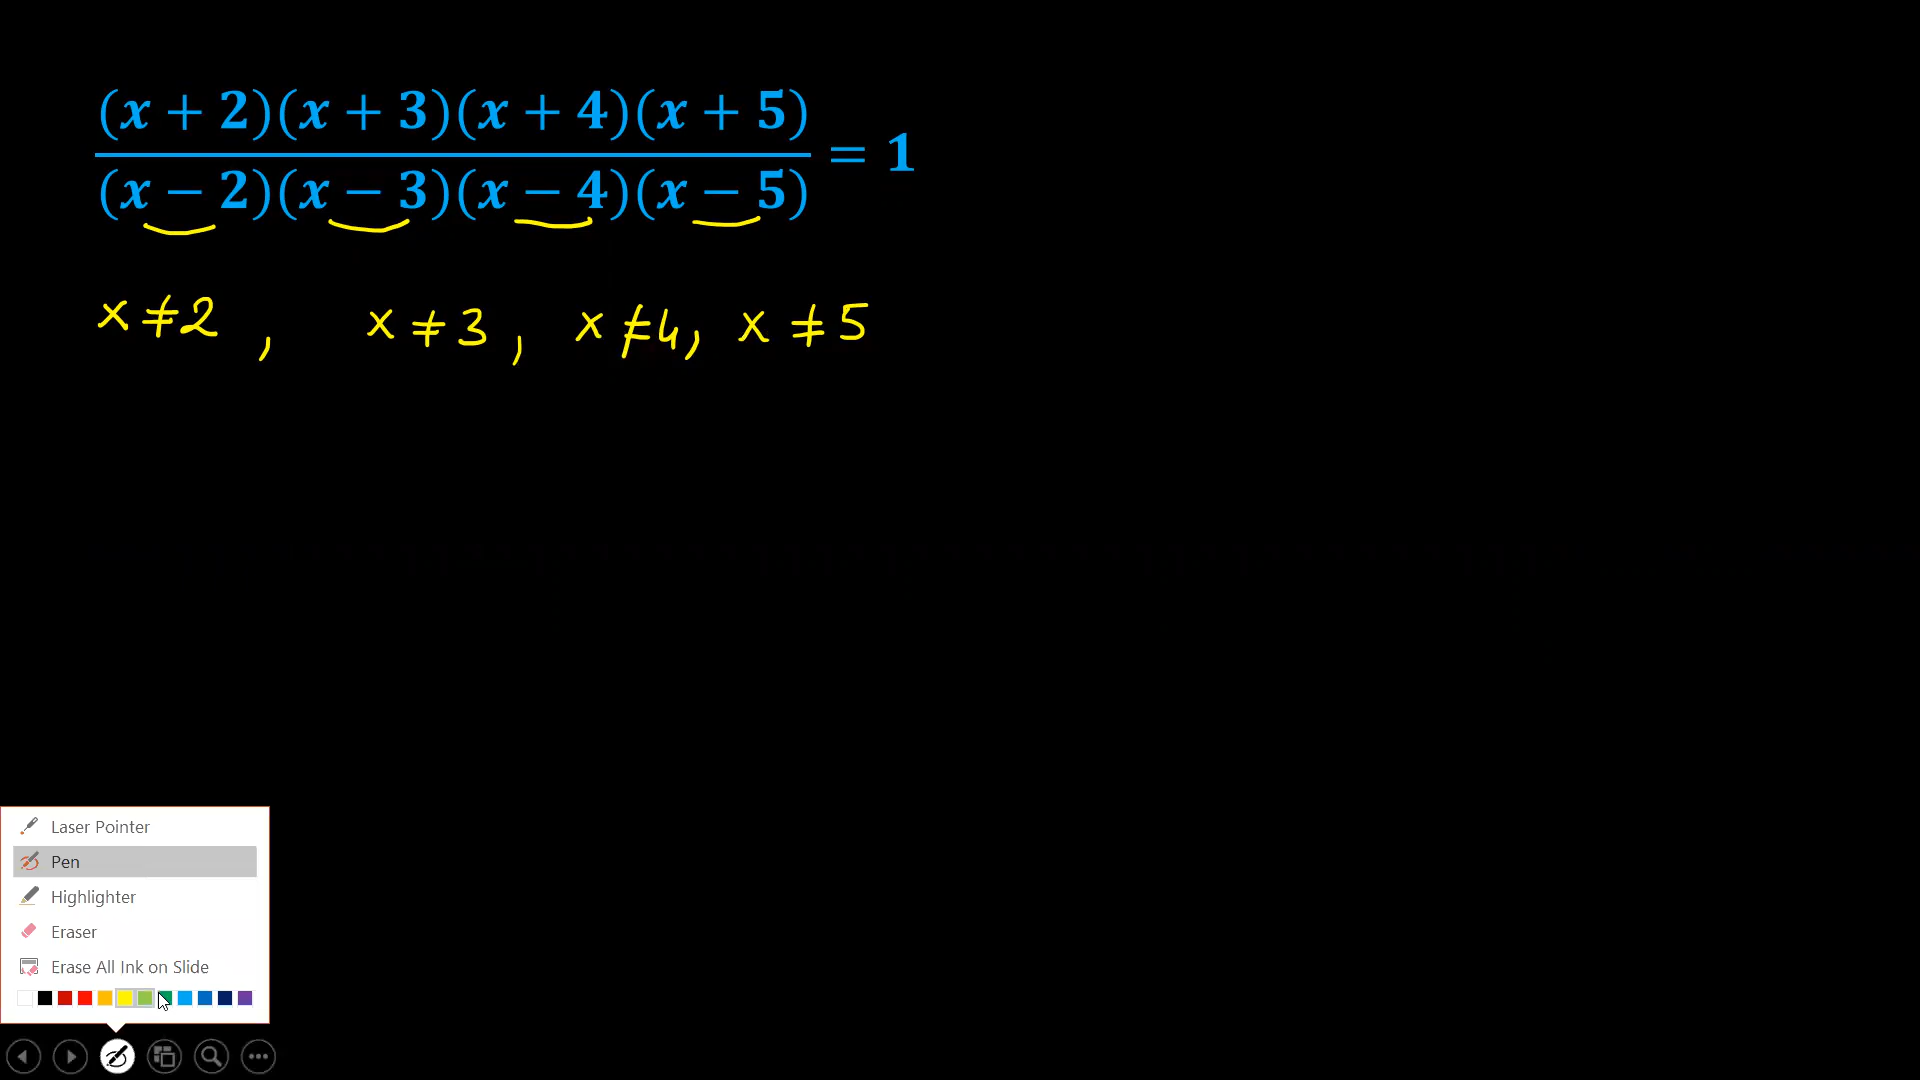 (x + 2)(x + 3)(x + 4)(x + 5)
= 1
(x − 2)(x − 3)(x − 4)(x − 5)
x ≠ 2 , x ≠ 3 , x ≠ 4, x ≠ 5
Laser Pointer
Pen
Highlighter
Eraser
Erase All Ink on Slide